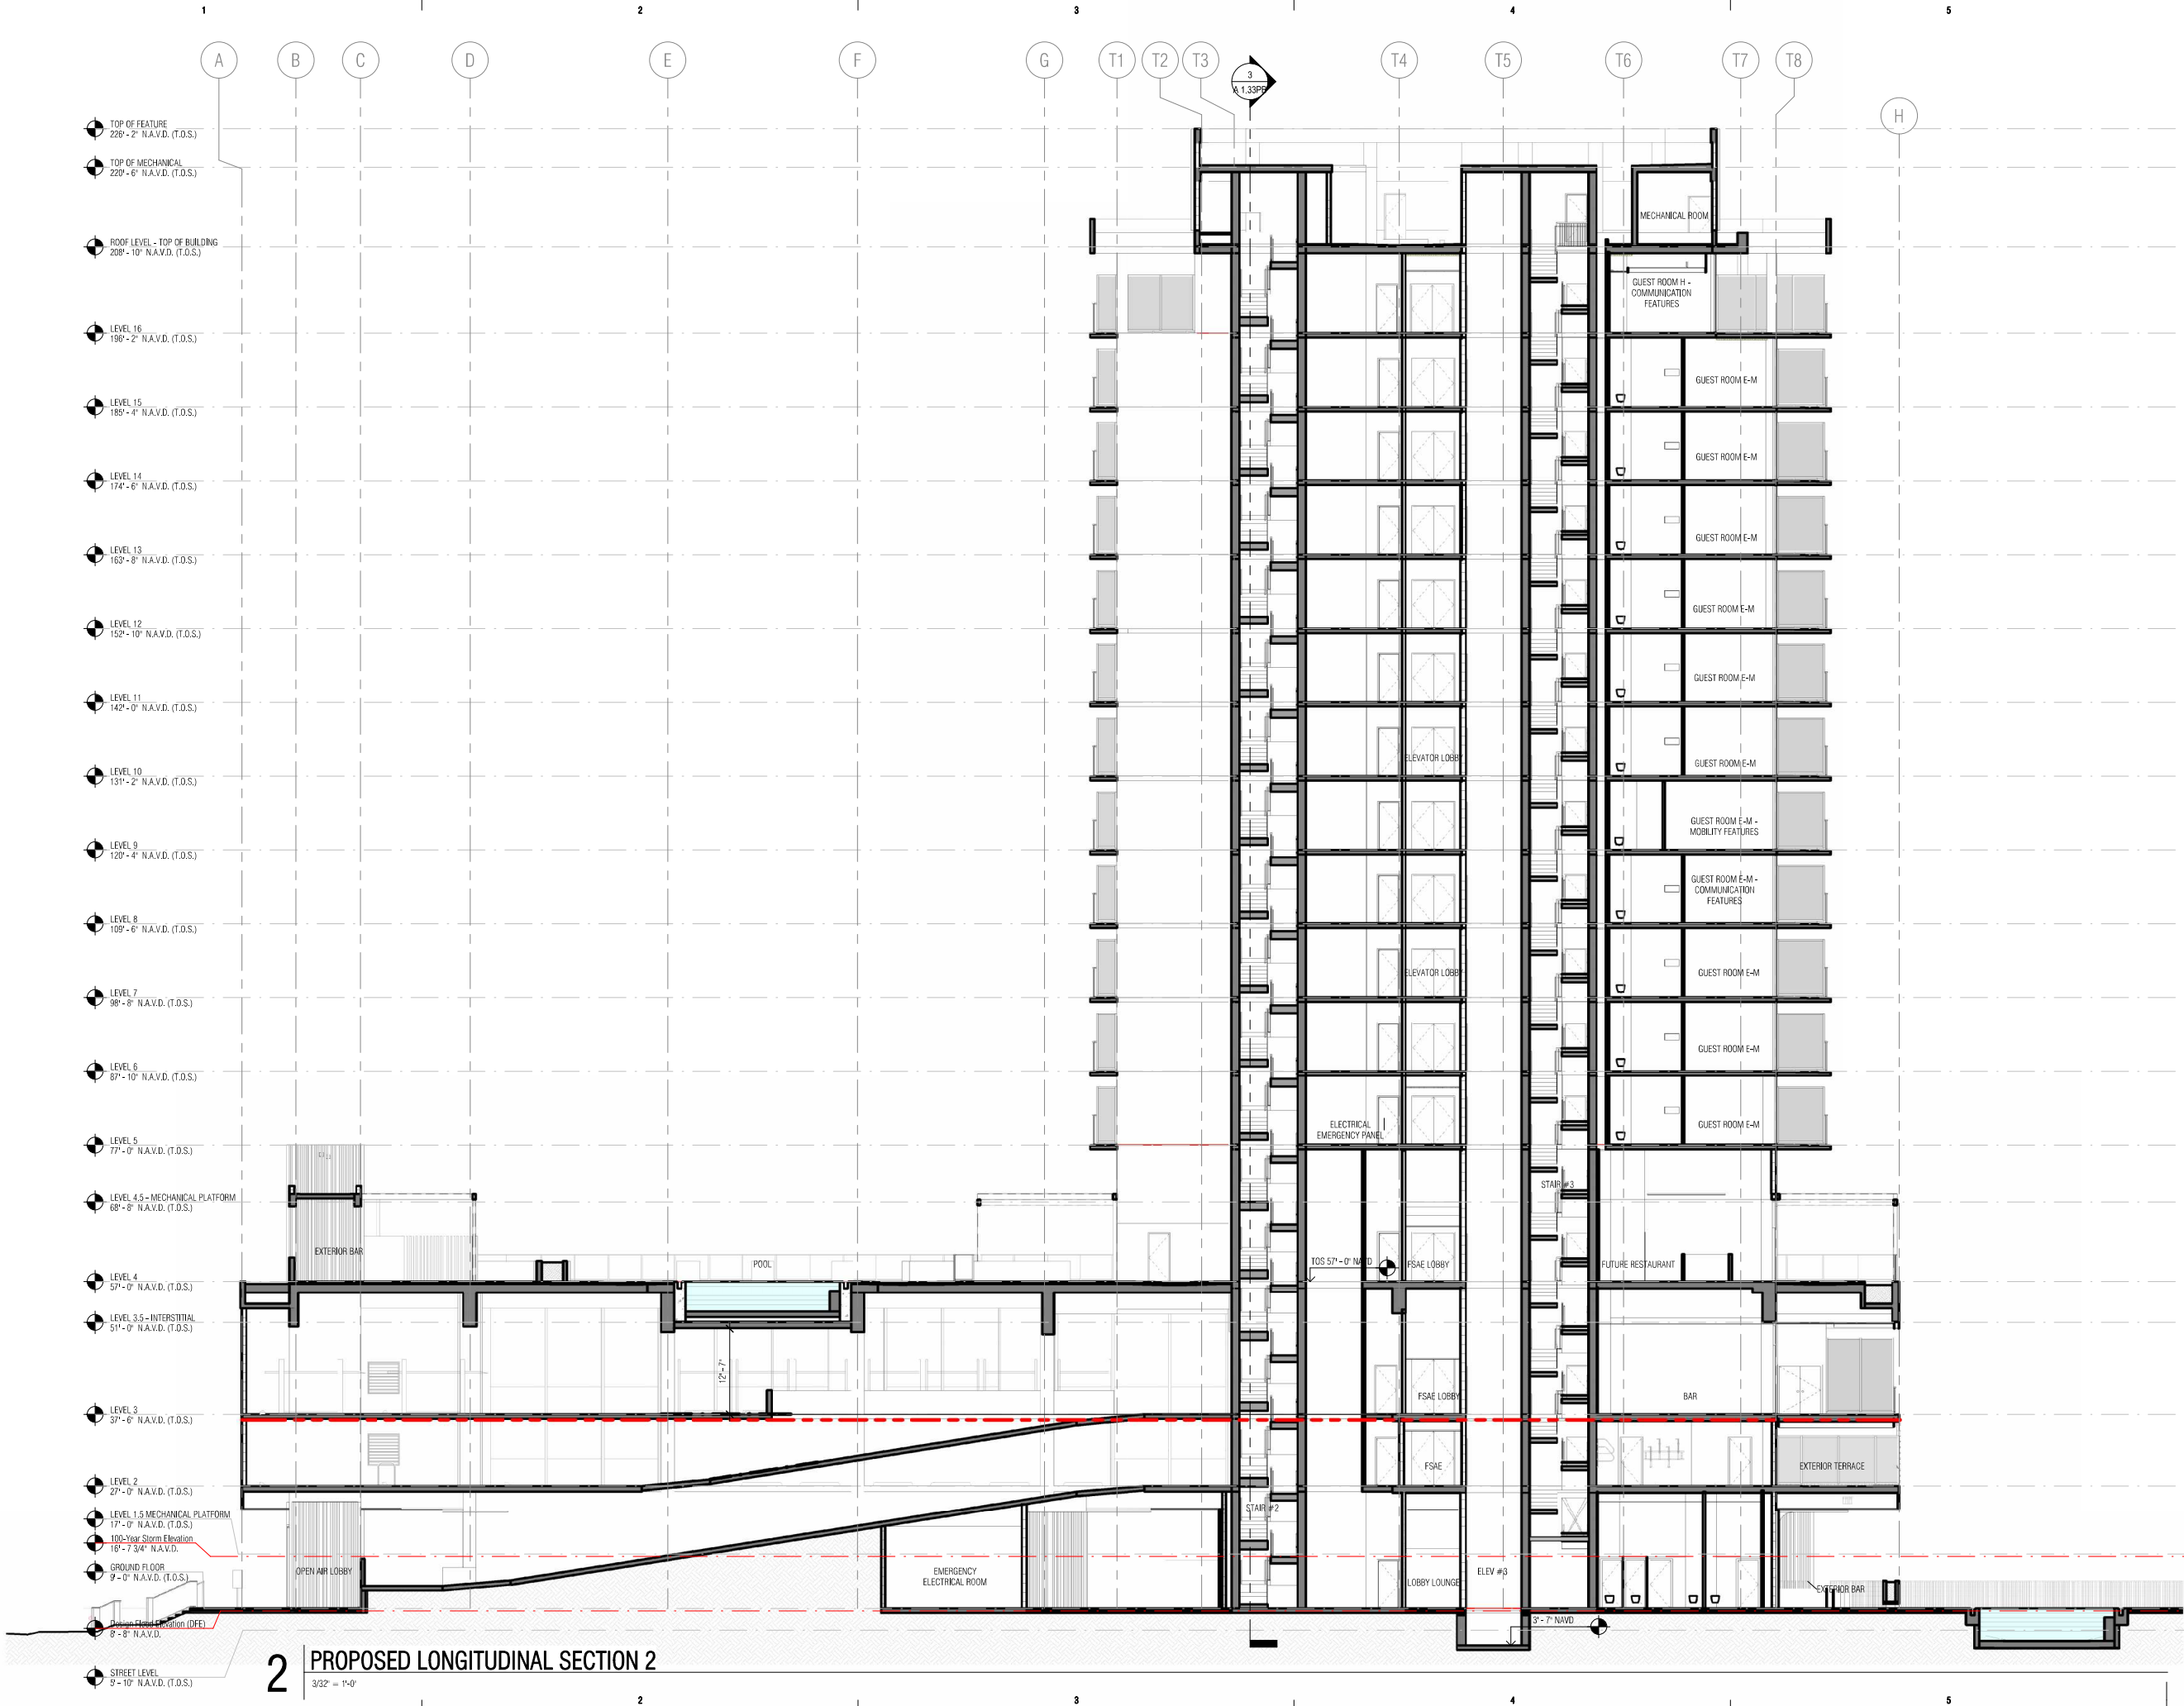 1 2 3 4 5
A B C D E F G T1 T2 T3 T4 T5 T6 T7 T8 H
3
A 1.33PB
TOP OF FEATURE
226' - 2" N.A.V.D. (T.O.S.)
TOP OF MECHANICAL
220' - 6" N.A.V.D. (T.O.S.)
MECHANICAL ROOM
ROOF LEVEL - TOP OF BUILDING
208' - 10" N.A.V.D. (T.O.S.)
GUEST ROOM H -
COMMUNICATION
FEATURES
LEVEL 16
196' - 2" N.A.V.D. (T.O.S.)
GUEST ROOM E-M
LEVEL 15
185' - 4" N.A.V.D. (T.O.S.)
GUEST ROOM E-M
LEVEL 14
174' - 6" N.A.V.D. (T.O.S.)
GUEST ROOM E-M
LEVEL 13
163' - 8" N.A.V.D. (T.O.S.)
GUEST ROOM E-M
LEVEL 12
152' - 10" N.A.V.D. (T.O.S.)
GUEST ROOM E-M
LEVEL 11
142' - 0" N.A.V.D. (T.O.S.)
ELEVATOR LOBBY
GUEST ROOM E-M
LEVEL 10
131' - 2" N.A.V.D. (T.O.S.)
GUEST ROOM E-M -
MOBILITY FEATURES
LEVEL 9
120' - 4" N.A.V.D. (T.O.S.)
GUEST ROOM E-M -
COMMUNICATION
FEATURES
LEVEL 8
109' - 6" N.A.V.D. (T.O.S.)
ELEVATOR LOBBY
GUEST ROOM E-M
LEVEL 7
98' - 8" N.A.V.D. (T.O.S.)
GUEST ROOM E-M
LEVEL 6
87' - 10" N.A.V.D. (T.O.S.)
ELECTRICAL
EMERGENCY PANEL
GUEST ROOM E-M
LEVEL 5
77' - 0" N.A.V.D. (T.O.S.)
STAIR #3
LEVEL 4.5 - MECHANICAL PLATFORM
68' - 8" N.A.V.D. (T.O.S.)
EXTERIOR BAR
POOL
TOS 57' - 0" NAVD
FSAE LOBBY
FUTURE RESTAURANT
LEVEL 4
57' - 0" N.A.V.D. (T.O.S.)
LEVEL 3.5 - INTERSTITIAL
51' - 0" N.A.V.D. (T.O.S.)
12' - 7"
FSAE LOBBY
BAR
LEVEL 3
37' - 6" N.A.V.D. (T.O.S.)
FSAE
EXTERIOR TERRACE
LEVEL 2
27' - 0" N.A.V.D. (T.O.S.)
STAIR #2
LEVEL 1.5 MECHANICAL PLATFORM
17' - 0" N.A.V.D. (T.O.S.)
100-Year Storm Elevation
16' - 7 3/4" N.A.V.D.
GROUND FLOOR
9' - 0" N.A.V.D. (T.O.S.)
OPEN AIR LOBBY
EMERGENCY
ELECTRICAL ROOM
LOBBY LOUNGE
ELEV #3
EXTERIOR BAR
Design Flood Elevation (DFE)
8' - 8" N.A.V.D.
3' - 7" NAVD
STREET LEVEL
5' - 10" N.A.V.D. (T.O.S.)
2 PROPOSED LONGITUDINAL SECTION 2
3/32" = 1'-0"
2 3 4 5